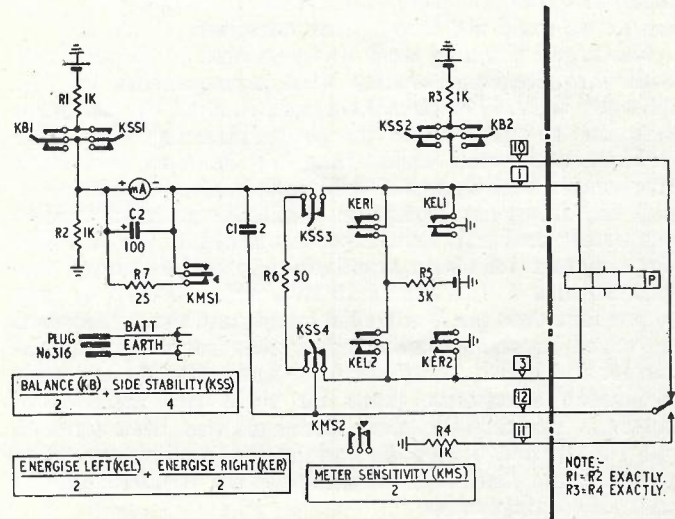 R1 1K
R3 1K
KB1 KSS1
KSS2 KB2
10
1
+ mA -
KER1 KEL1
C2
+
100
C1 2
KSS3
R2 1K
R7
25
KMS1
R6 50
R5
3K
P
KSS4
KEL2 KER2
PLUG
No316
BATT
EARTH
3
12
11
BALANCE (KB) + SIDE STABILITY (KSS)
2 4
KMS2
R4
1K
ENERGISE LEFT (KEL) + ENERGISE RIGHT (KER)
2 2
METER SENSITIVITY (KMS)
2
NOTE:-
R1=R2 EXACTLY.
R3=R4 EXACTLY.